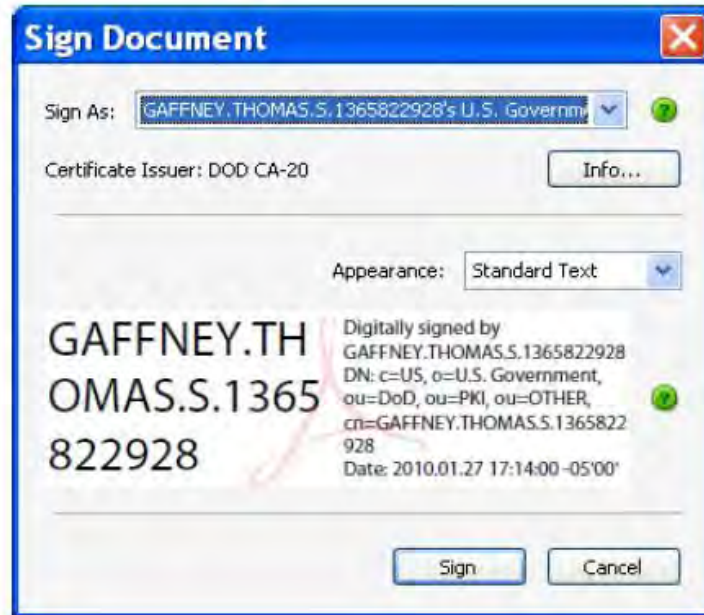 Sign Document
Sign As: GAFFNEY.THOMAS.S.1365822928's U.S. Governm
Certificate Issuer: DOD CA-20 Info...
Appearance: Standard Text
GAFFNEY.TH
OMAS.S.1365
822928
Digitally signed by
GAFFNEY.THOMAS.S.1365822928
DN: c=US, o=U.S. Government,
ou=DoD, ou=PKI, ou=OTHER,
cn=GAFFNEY.THOMAS.S.1365822
928
Date: 2010.01.27 17:14:00 -05'00'
Sign Cancel